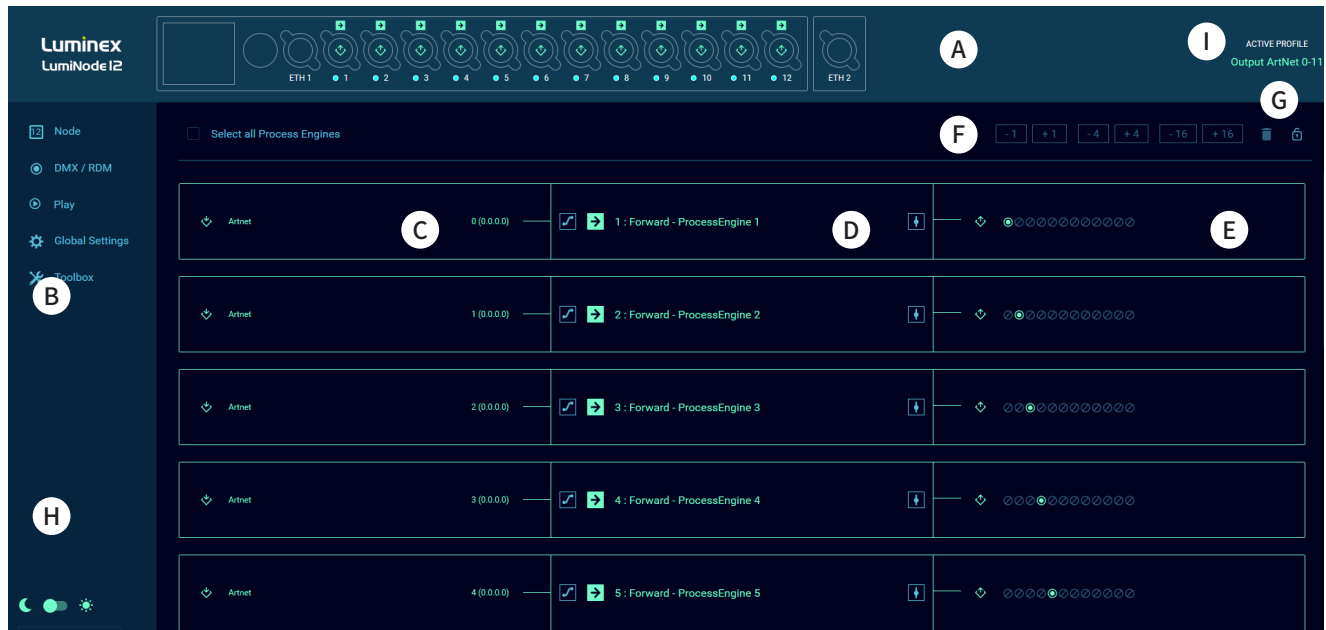 Luminex
LumiNode12
ETH 1
1
2
3
4
5
6
7
8
9
10
11
12
ETH 2
A
I
ACTIVE PROFILE
Output ArtNet 0-11
G
12 Node
DMX / RDM
Play
Global Settings
Toolbox
B
H
Select all Process Engines
F
- 1 + 1 - 4 + 4 - 16 + 16
Artnet C 0 (0.0.0.0) 1 : Forward - ProcessEngine 1 D E
Artnet 1 (0.0.0.0) 2 : Forward - ProcessEngine 2
Artnet 2 (0.0.0.0) 3 : Forward - ProcessEngine 3
Artnet 3 (0.0.0.0) 4 : Forward - ProcessEngine 4
Artnet 4 (0.0.0.0) 5 : Forward - ProcessEngine 5